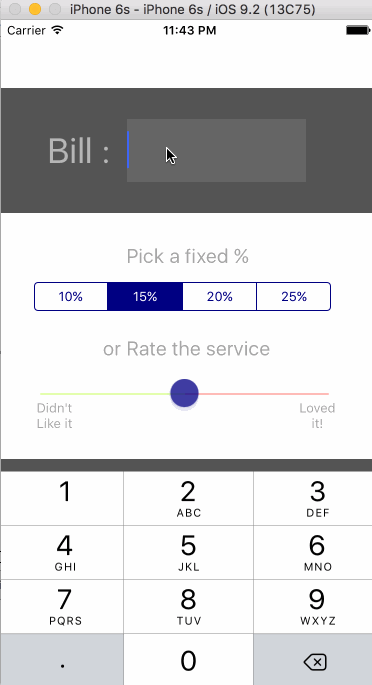 iPhone 6s - iPhone 6s / iOS 9.2 (13C75)
Carrier 11:43 PM
Bill :
Pick a fixed %
10% 15% 20% 25%
or Rate the service
Didn't Loved
Like it it!
1 2 3
ABC DEF
4 5 6
GHI JKL MNO
7 8 9
PQRS TUV WXYZ
. 0